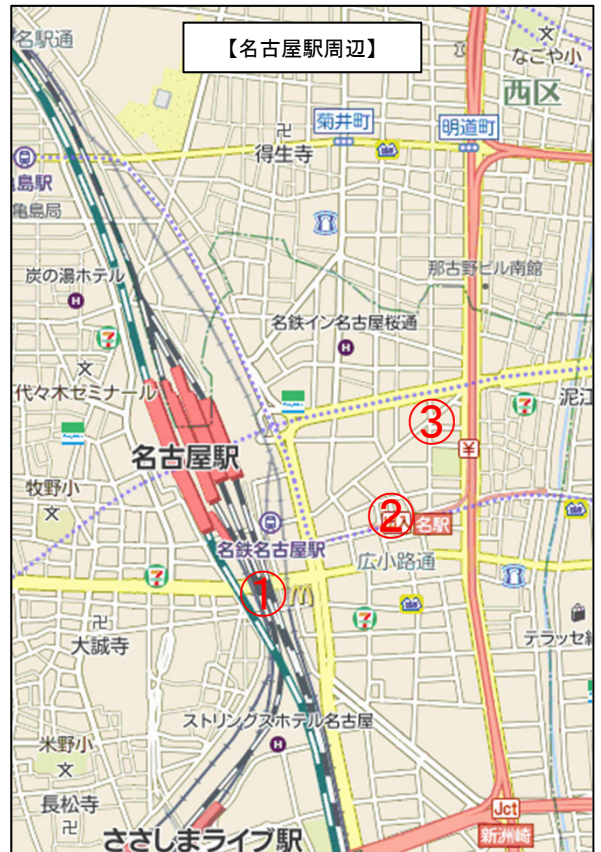 【名古屋駅周辺】
名駅通
なごや小
西区
菊井町
明道町
得生寺
島駅
亀島局
那古野ビル南館
炭の湯ホテル
名鉄イン名古屋桜通
代々木セミナール
③
泥江
名古屋駅
牧野小
②
入
名駅
名鉄名古屋駅
広小路通
①
大誠寺
テラッセ
ストリングスホテル名古屋
米野小
長松寺
Jct
新洲崎
ささしまライブ駅